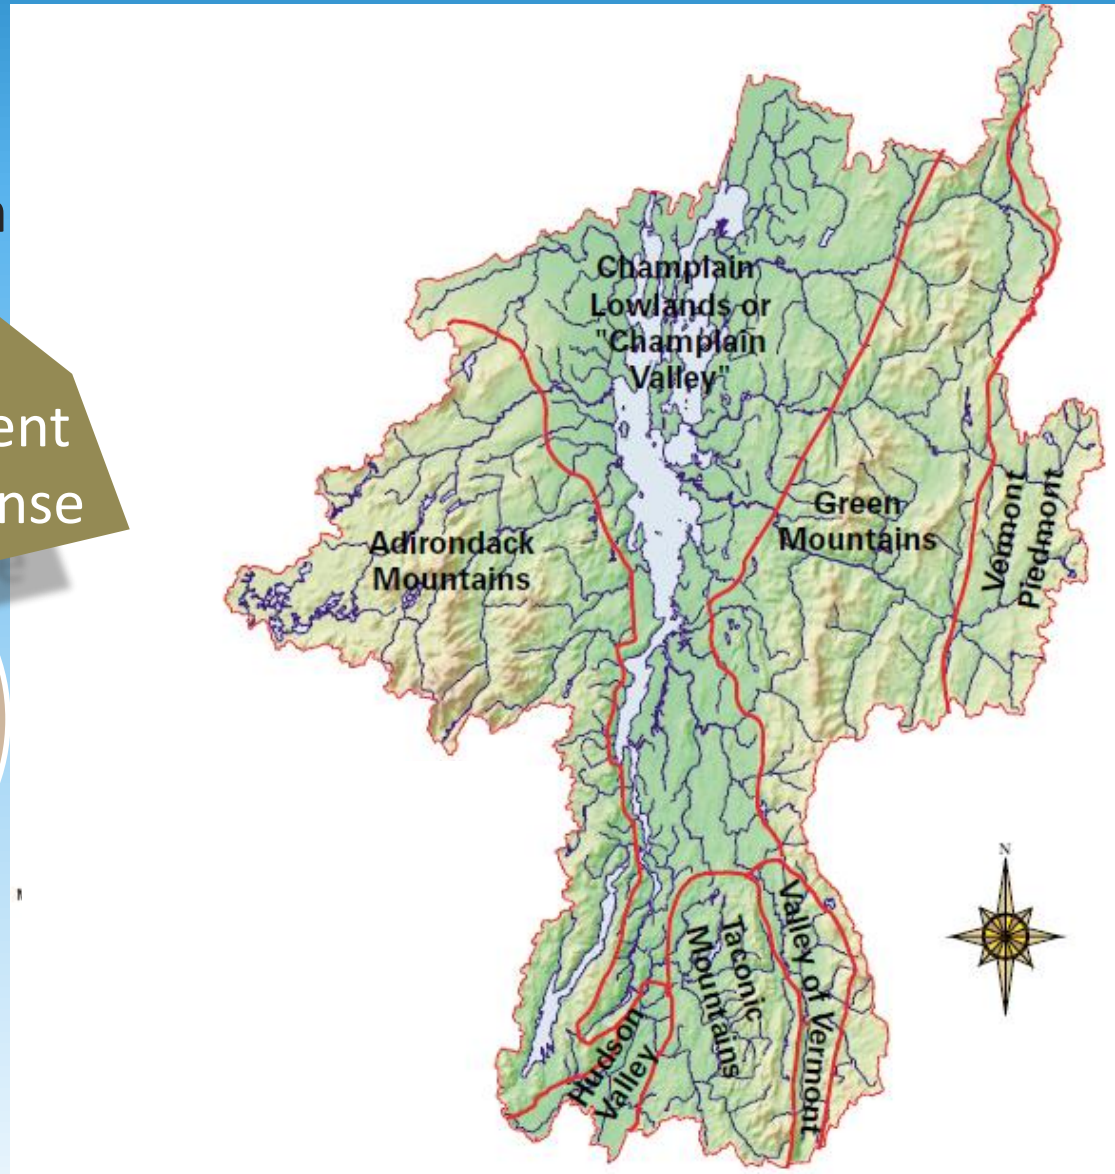 ent
nse
N
Champlain
Lowlands or
"Champlain
Valley"
Green
Mountains
Vermont
Piedmont
Adirondack
Mountains
Valley of Vermont
Taconic
Mountains
Hudson
Valley